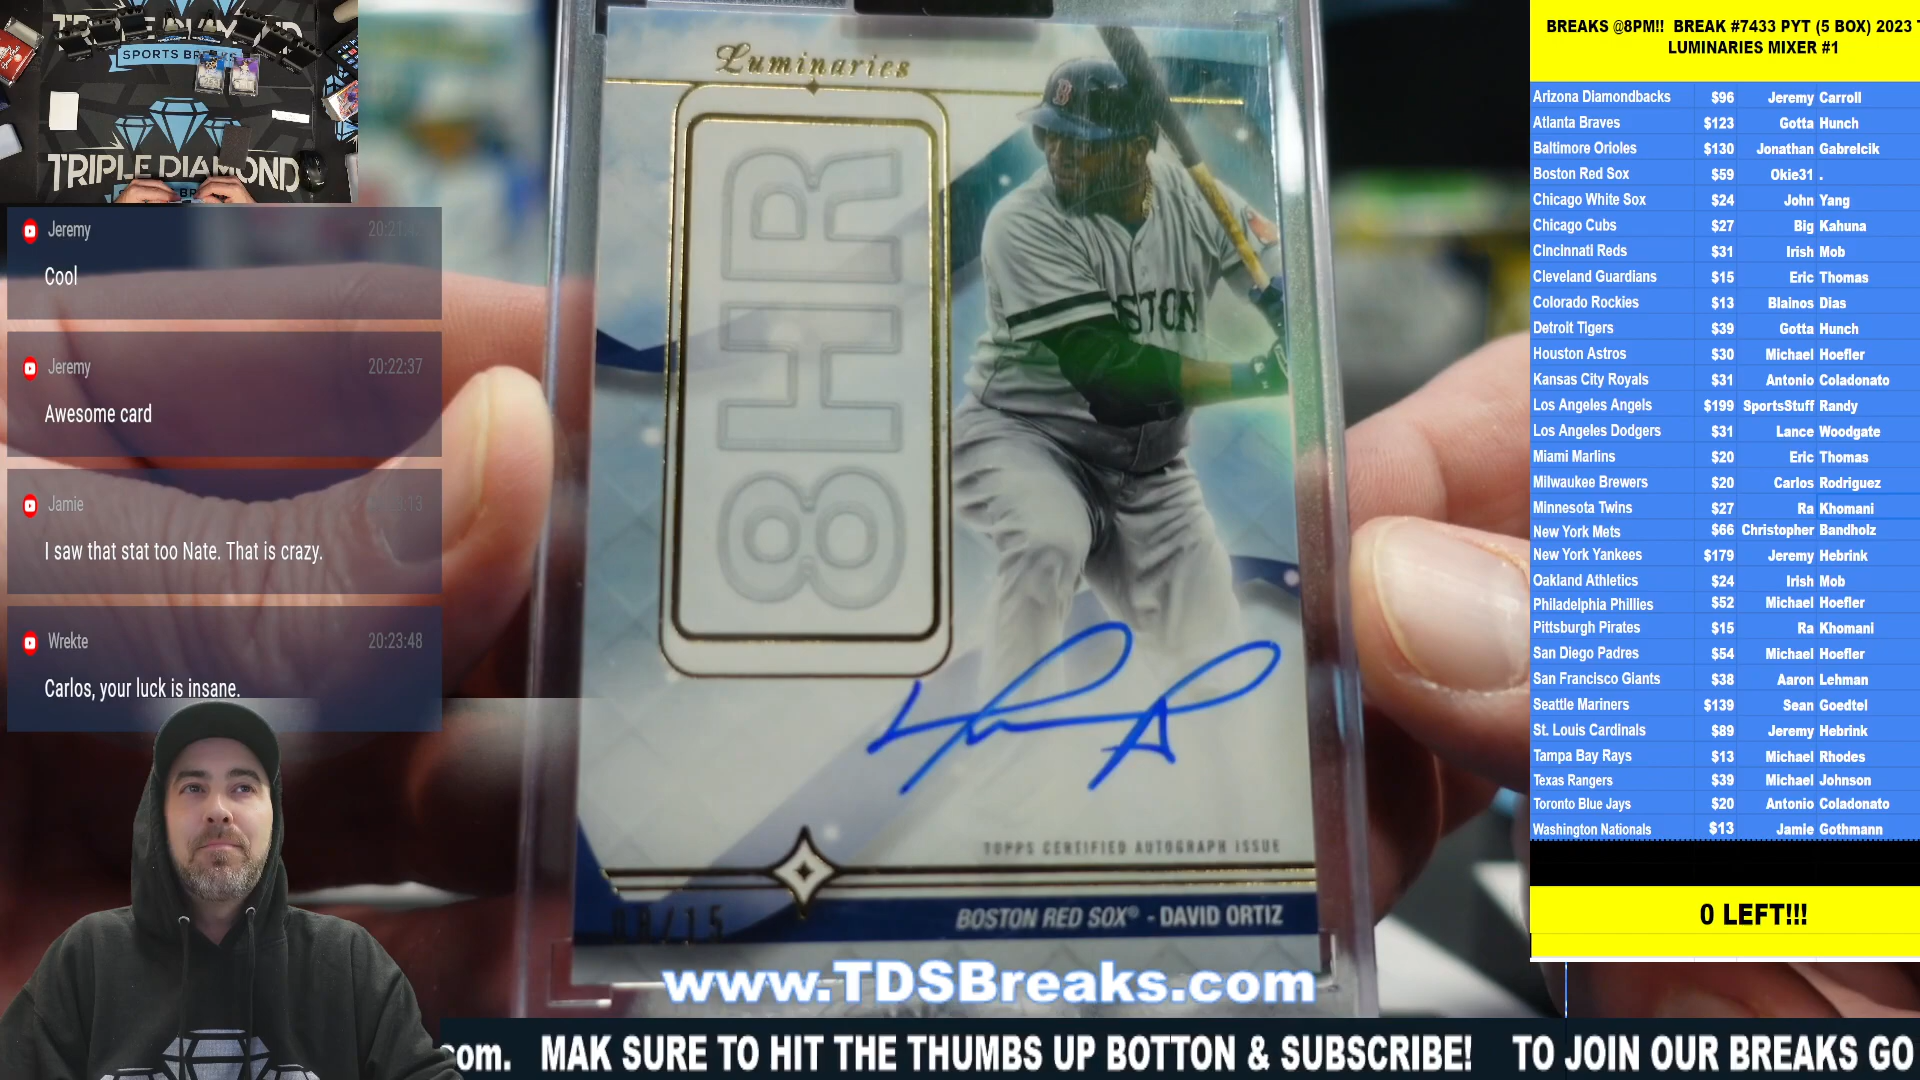 TRIPLE DIAMOND
SPORTS BREAKS
TRIPLE DIAMOND
Jeremy
Cool
Jeremy 20:22:37
Awesome card
Jamie
I saw that stat too Nate. That is crazy.
Wrekte 20:23:48
Carlos, your luck is insane.
Luminaries
8HR
B
TOPPS CERTIFIED AUTOGRAPH ISSUE
BOSTON RED SOX® - DAVID ORTIZ
08/15
www.TDSBreaks.com
com. MAK SURE TO HIT THE THUMBS UP BOTTON & SUBSCRIBE! TO JOIN OUR BREAKS GO
BREAKS @8PM!! BREAK #7433 PYT (5 BOX) 2023 T
LUMINARIES MIXER #1
Arizona Diamondbacks $96 Jeremy Carroll
Atlanta Braves $123 Gotta Hunch
Baltimore Orioles $130 Jonathan Gabrelcik
Boston Red Sox $59 Okie31 .
Chicago White Sox $24 John Yang
Chicago Cubs $27 Big Kahuna
Cincinnati Reds $31 Irish Mob
Cleveland Guardians $15 Eric Thomas
Colorado Rockies $13 Blainos Dias
Detroit Tigers $39 Gotta Hunch
Houston Astros $30 Michael Hoefler
Kansas City Royals $31 Antonio Coladonato
Los Angeles Angels $199 SportsStuff Randy
Los Angeles Dodgers $31 Lance Woodgate
Miami Marlins $20 Eric Thomas
Milwaukee Brewers $20 Carlos Rodriguez
Minnesota Twins $27 Ra Khomani
New York Mets $66 Christopher Bandholz
New York Yankees $179 Jeremy Hebrink
Oakland Athletics $24 Irish Mob
Philadelphia Phillies $52 Michael Hoefler
Pittsburgh Pirates $15 Ra Khomani
San Diego Padres $54 Michael Hoefler
San Francisco Giants $38 Aaron Lehman
Seattle Mariners $139 Sean Goedtel
St. Louis Cardinals $89 Jeremy Hebrink
Tampa Bay Rays $13 Michael Rhodes
Texas Rangers $39 Michael Johnson
Toronto Blue Jays $20 Antonio Coladonato
Washington Nationals $13 Jamie Gothmann
0 LEFT!!!